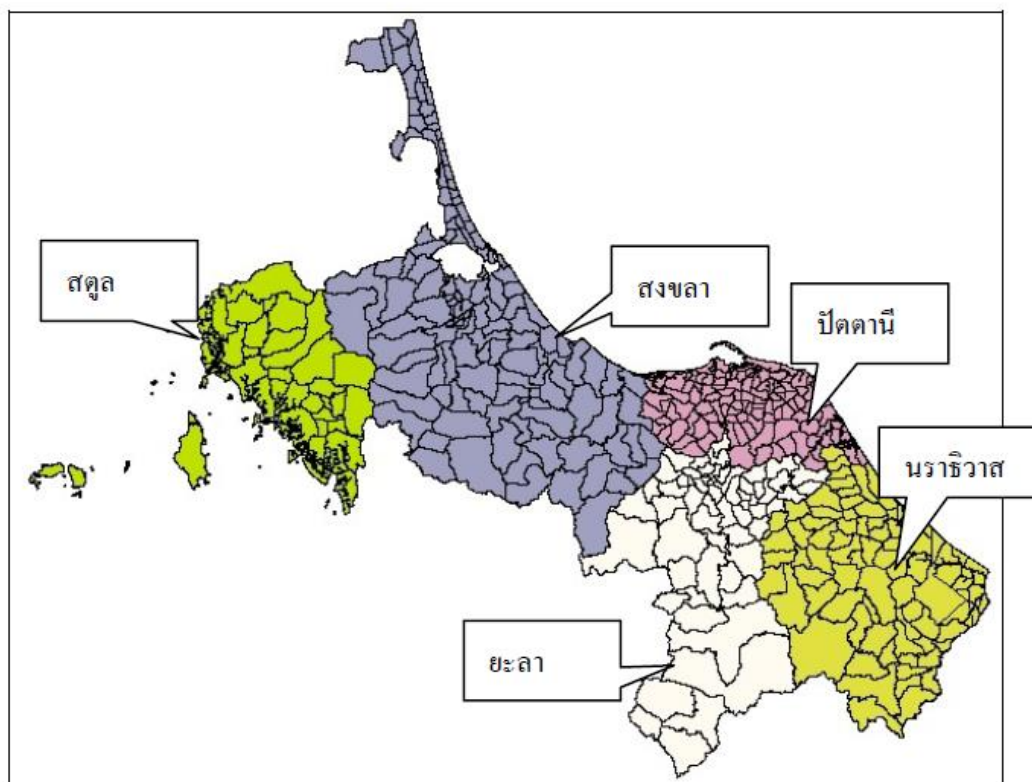 สตูล
สงขลา
ปัตตานี
นราธิวาส
ยะลา